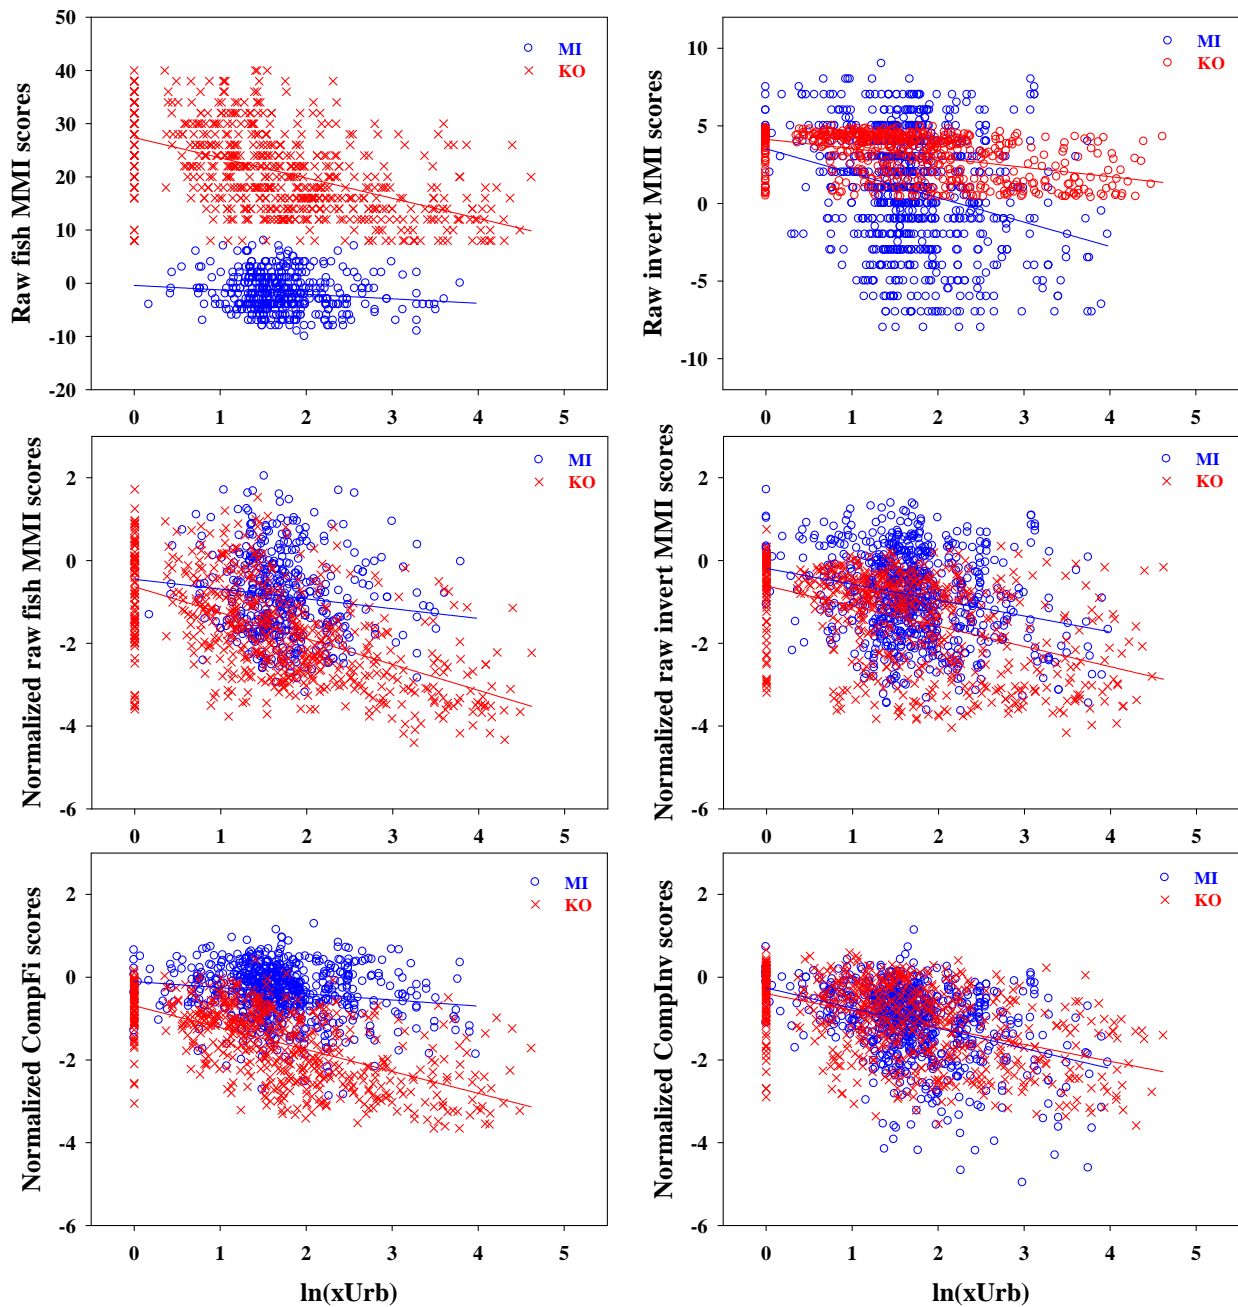 Raw fish MMI scores
50
40
30
20
10
0
-10
-20
MI
KO
0 1 2 3 4 5
Raw invert MMI scores
10
5
0
-5
-10
MI
KO
0 1 2 3 4 5
Normalized raw fish MMI scores
2
0
-2
-4
-6
MI
KO
0 1 2 3 4 5
Normalized raw invert MMI scores
2
0
-2
-4
-6
MI
KO
0 1 2 3 4 5
Normalized CompFi scores
2
0
-2
-4
-6
MI
KO
0 1 2 3 4 5
ln(xUrb)
Normalized CompInv scores
2
0
-2
-4
-6
MI
KO
0 1 2 3 4 5
ln(xUrb)